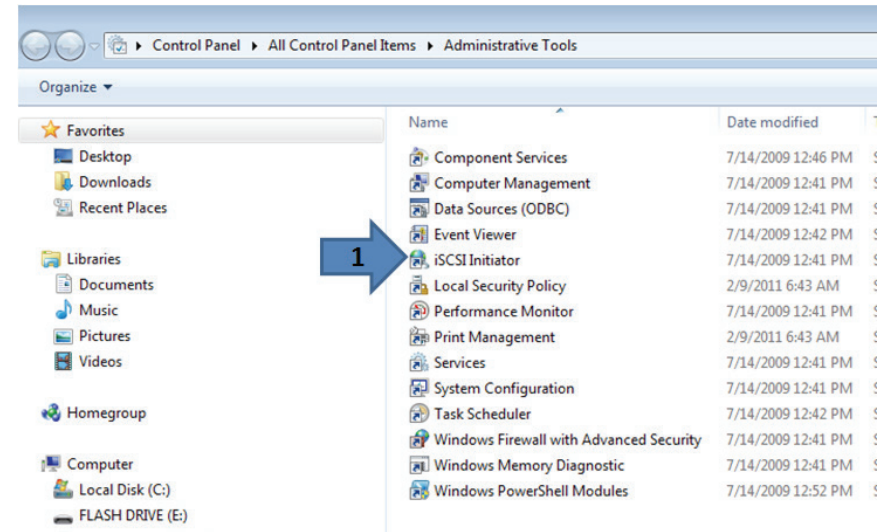 Control Panel ▸ All Control Panel Items ▸ Administrative Tools
Organize
Favorites
Desktop
Downloads
Recent Places
Libraries
Documents
Music
Pictures
Videos
Homegroup
Computer
Local Disk (C:)
FLASH DRIVE (E:)
Name Date modified
Component Services 7/14/2009 12:46 PM
Computer Management 7/14/2009 12:41 PM
Data Sources (ODBC) 7/14/2009 12:41 PM
Event Viewer 7/14/2009 12:42 PM
1 iSCSI Initiator 7/14/2009 12:41 PM
Local Security Policy 2/9/2011 6:43 AM
Performance Monitor 7/14/2009 12:41 PM
Print Management 2/9/2011 6:43 AM
Services 7/14/2009 12:41 PM
System Configuration 7/14/2009 12:41 PM
Task Scheduler 7/14/2009 12:42 PM
Windows Firewall with Advanced Security 7/14/2009 12:41 PM
Windows Memory Diagnostic 7/14/2009 12:41 PM
Windows PowerShell Modules 7/14/2009 12:52 PM